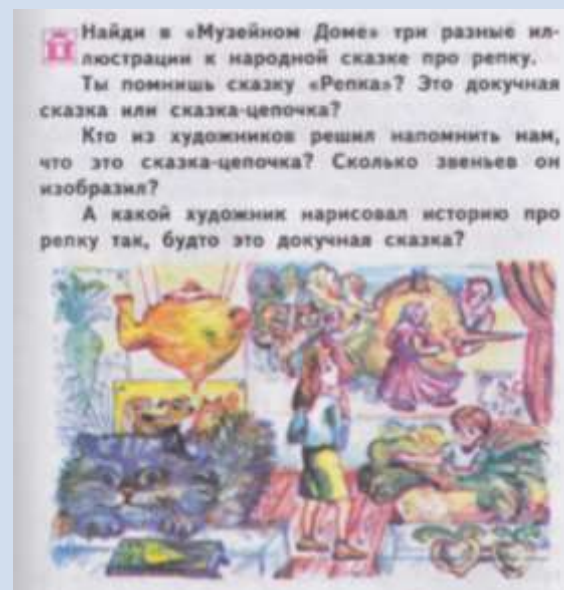 Найди в «Музейном Доме» три разные ил-
люстрации к народной сказке про репку.
Ты помнишь сказку «Репка»? Это докучная
сказка или сказка-цепочка?
Кто из художников решил напомнить нам,
что это сказка-цепочка? Сколько звеньев он
изобразил?
А какой художник нарисовал историю про
репку так, будто это докучная сказка?